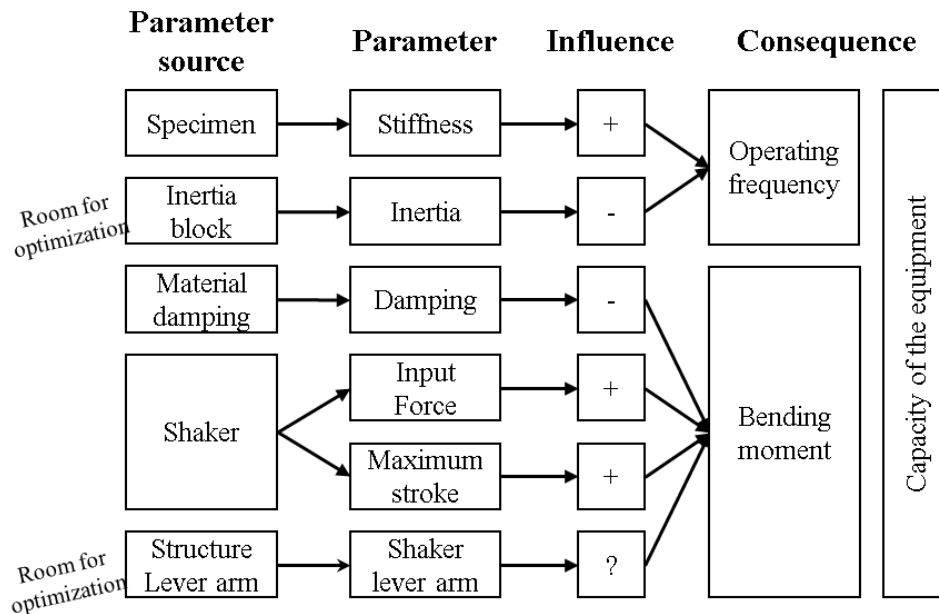 Parameter
source
Parameter
Influence
Consequence
Specimen
Stiffness
+
Operating
frequency
Room for
optimization
Inertia
block
Inertia
-
Material
damping
Damping
-
Shaker
Input
Force
+
Bending
moment
Maximum
stroke
+
Room for
optimization
Structure
Lever arm
Shaker
lever arm
?
Capacity of the equipment